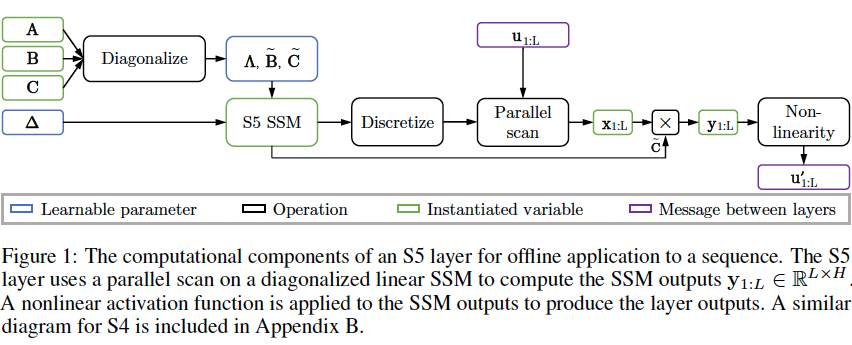 A
B
C
Δ
Diagonalize
Λ, B̃, C̃
S5 SSM
Discretize
u1:L
Parallel
scan
x1:L
×
C̃
y1:L
Non-
linearity
u′1:L
Learnable parameter
Operation
Instantiated variable
Message between layers
Figure 1: The computational components of an S5 layer for offline application to a sequence. The S5
layer uses a parallel scan on a diagonalized linear SSM to compute the SSM outputs y1:L ∈ ℝ^{L×H}.
A nonlinear activation function is applied to the SSM outputs to produce the layer outputs. A similar
diagram for S4 is included in Appendix B.